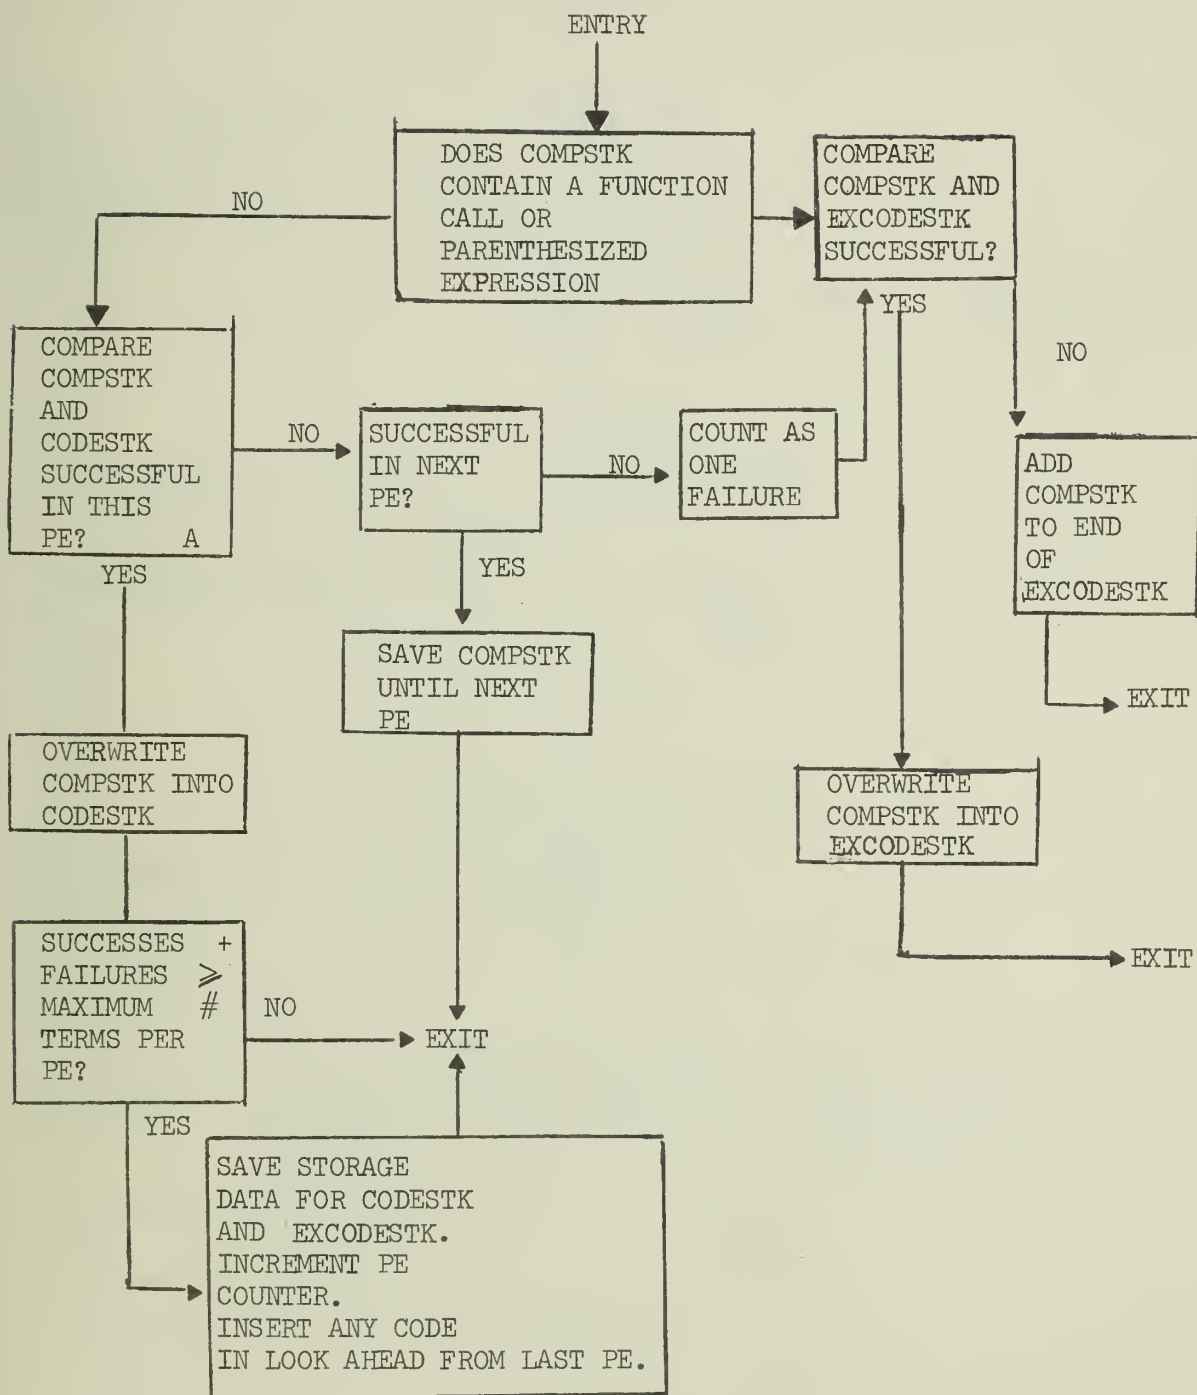 ENTRY
DOES COMPSTK
CONTAIN A FUNCTION
CALL OR
PARENTHESIZED
EXPRESSION
COMPARE
COMPSTK AND
EXCODESTK
SUCCESSFUL?
NO
YES
NO
COMPARE
COMPSTK
AND
CODESTK
SUCCESSFUL
IN THIS
PE? A
NO
SUCCESSFUL
IN NEXT
PE?
NO
COUNT AS
ONE
FAILURE
ADD
COMPSTK
TO END
OF
EXCODESTK
YES
YES
SAVE COMPSTK
UNTIL NEXT
PE
EXIT
OVERWRITE
COMPSTK INTO
CODESTK
OVERWRITE
COMPSTK INTO
EXCODESTK
SUCCESSES +
FAILURES ⩾
MAXIMUM #
TERMS PER
PE?
NO
EXIT
EXIT
YES
SAVE STORAGE
DATA FOR CODESTK
AND EXCODESTK.
INCREMENT PE
COUNTER.
INSERT ANY CODE
IN LOOK AHEAD FROM LAST PE.